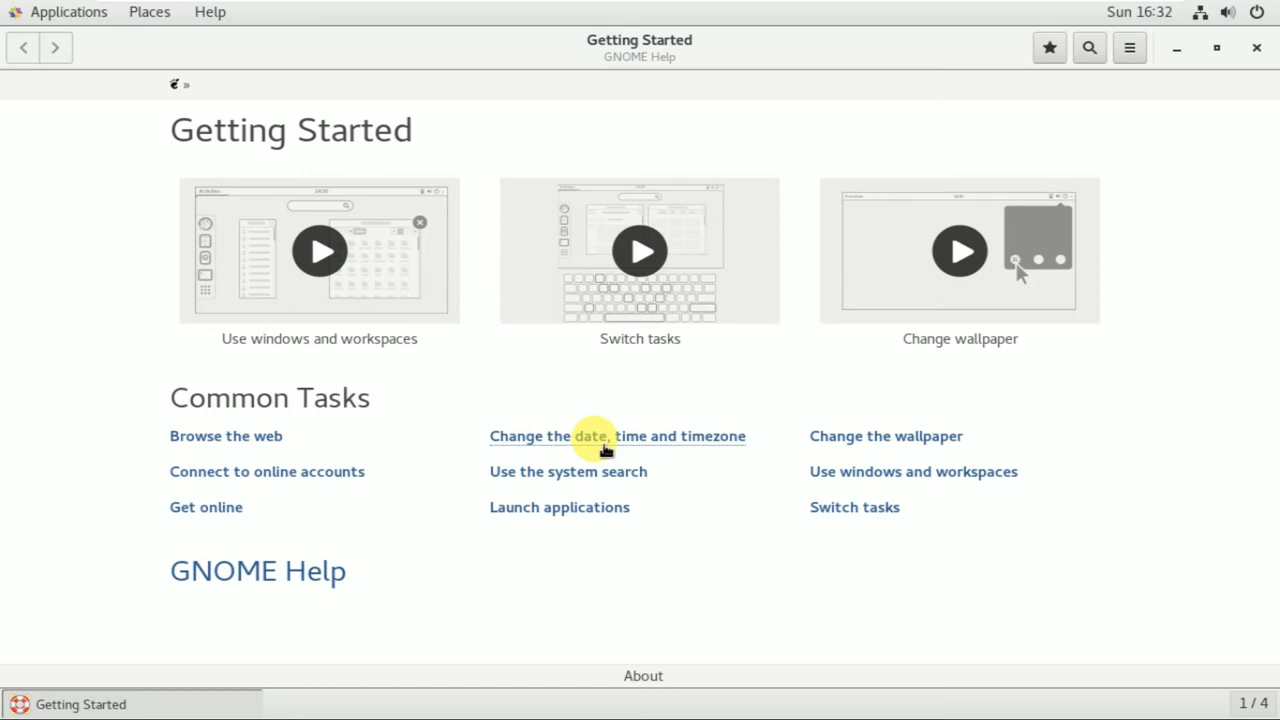 Applications Places Help Sun 16:32
Getting Started
GNOME Help
»
Getting Started
Use windows and workspaces Switch tasks Change wallpaper
Common Tasks
Browse the web Change the date, time and timezone Change the wallpaper
Connect to online accounts Use the system search Use windows and workspaces
Get online Launch applications Switch tasks
GNOME Help
About
Getting Started 1 / 4